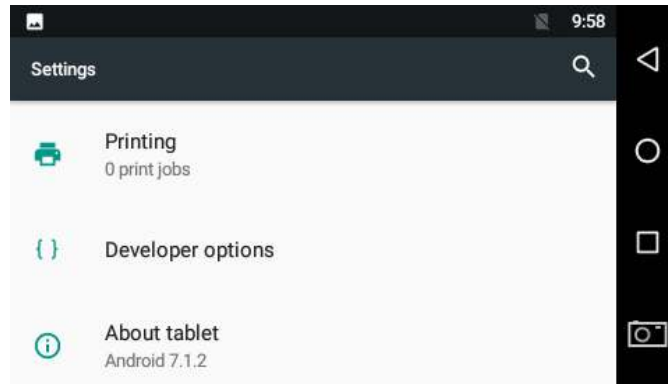 9:58
Settings
Printing
0 print jobs
{ } Developer options
About tablet
Android 7.1.2